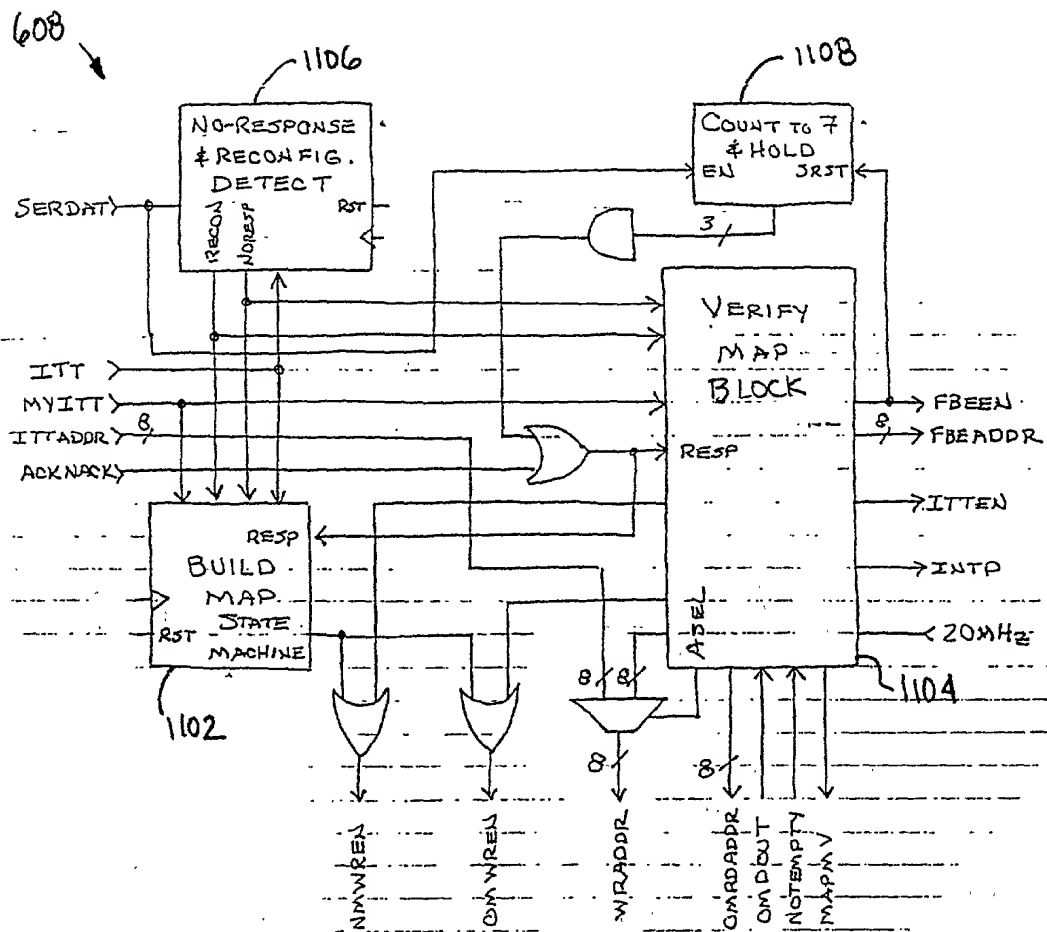 608
1106
1108
NO-RESPONSE
& RECONFIG.
DETECT
RECON
NORESP
RST
COUNT TO 7
& HOLD
EN
SRST
SERDAT
3
VERIFY
MAP
BLOCK
ITT
MYITT
8
ITTADDR
ACKNACK
RESP
ASEL
FBEEN
8
FBEADDR
ITTEN
INTP
20MHz
1104
RESP
BUILD
MAP
STATE
MACHINE
RST
1102
8
8
8
8
NMWREN
OMWREN
WRADDR
OMRDADDR
OMDOUT
NOTEMPTY
MAPMV